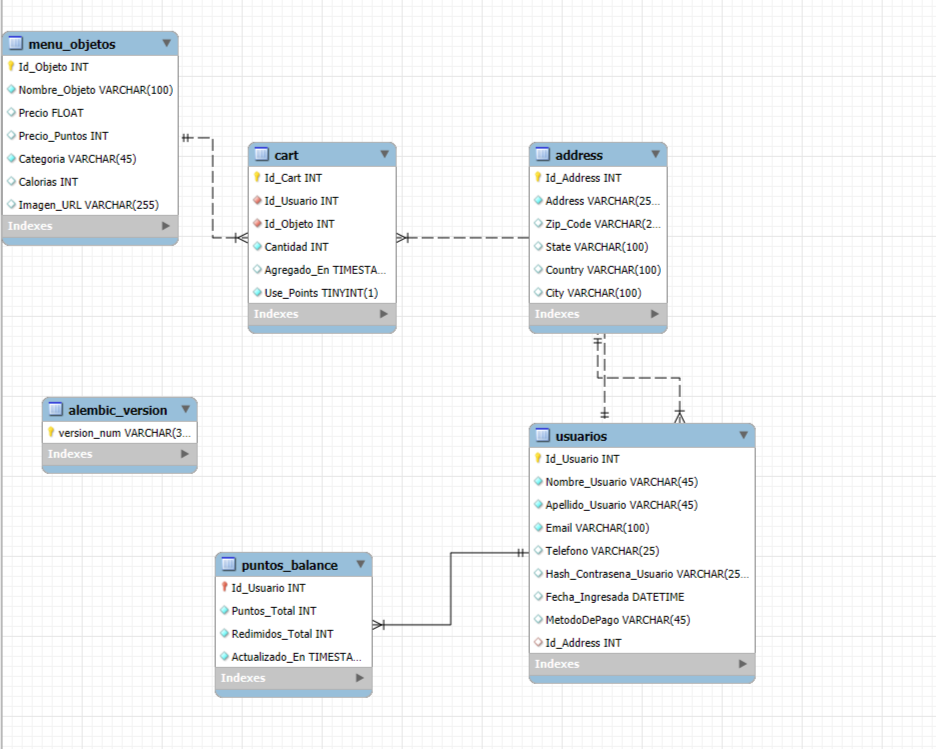 menu_objetos
Id_Objeto INT
Nombre_Objeto VARCHAR(100)
Precio FLOAT
Precio_Puntos INT
Categoria VARCHAR(45)
Calorias INT
Imagen_URL VARCHAR(255)
Indexes
cart
Id_Cart INT
Id_Usuario INT
Id_Objeto INT
Cantidad INT
Agregado_En TIMESTA...
Use_Points TINYINT(1)
Indexes
address
Id_Address INT
Address VARCHAR(25...
Zip_Code VARCHAR(2...
State VARCHAR(100)
Country VARCHAR(100)
City VARCHAR(100)
Indexes
alembic_version
version_num VARCHAR(3...
Indexes
usuarios
Id_Usuario INT
Nombre_Usuario VARCHAR(45)
Apellido_Usuario VARCHAR(45)
Email VARCHAR(100)
Telefono VARCHAR(25)
Hash_Contrasena_Usuario VARCHAR(25...
Fecha_Ingresada DATETIME
MetodoDePago VARCHAR(45)
Id_Address INT
Indexes
puntos_balance
Id_Usuario INT
Puntos_Total INT
Redimidos_Total INT
Actualizado_En TIMESTA...
Indexes